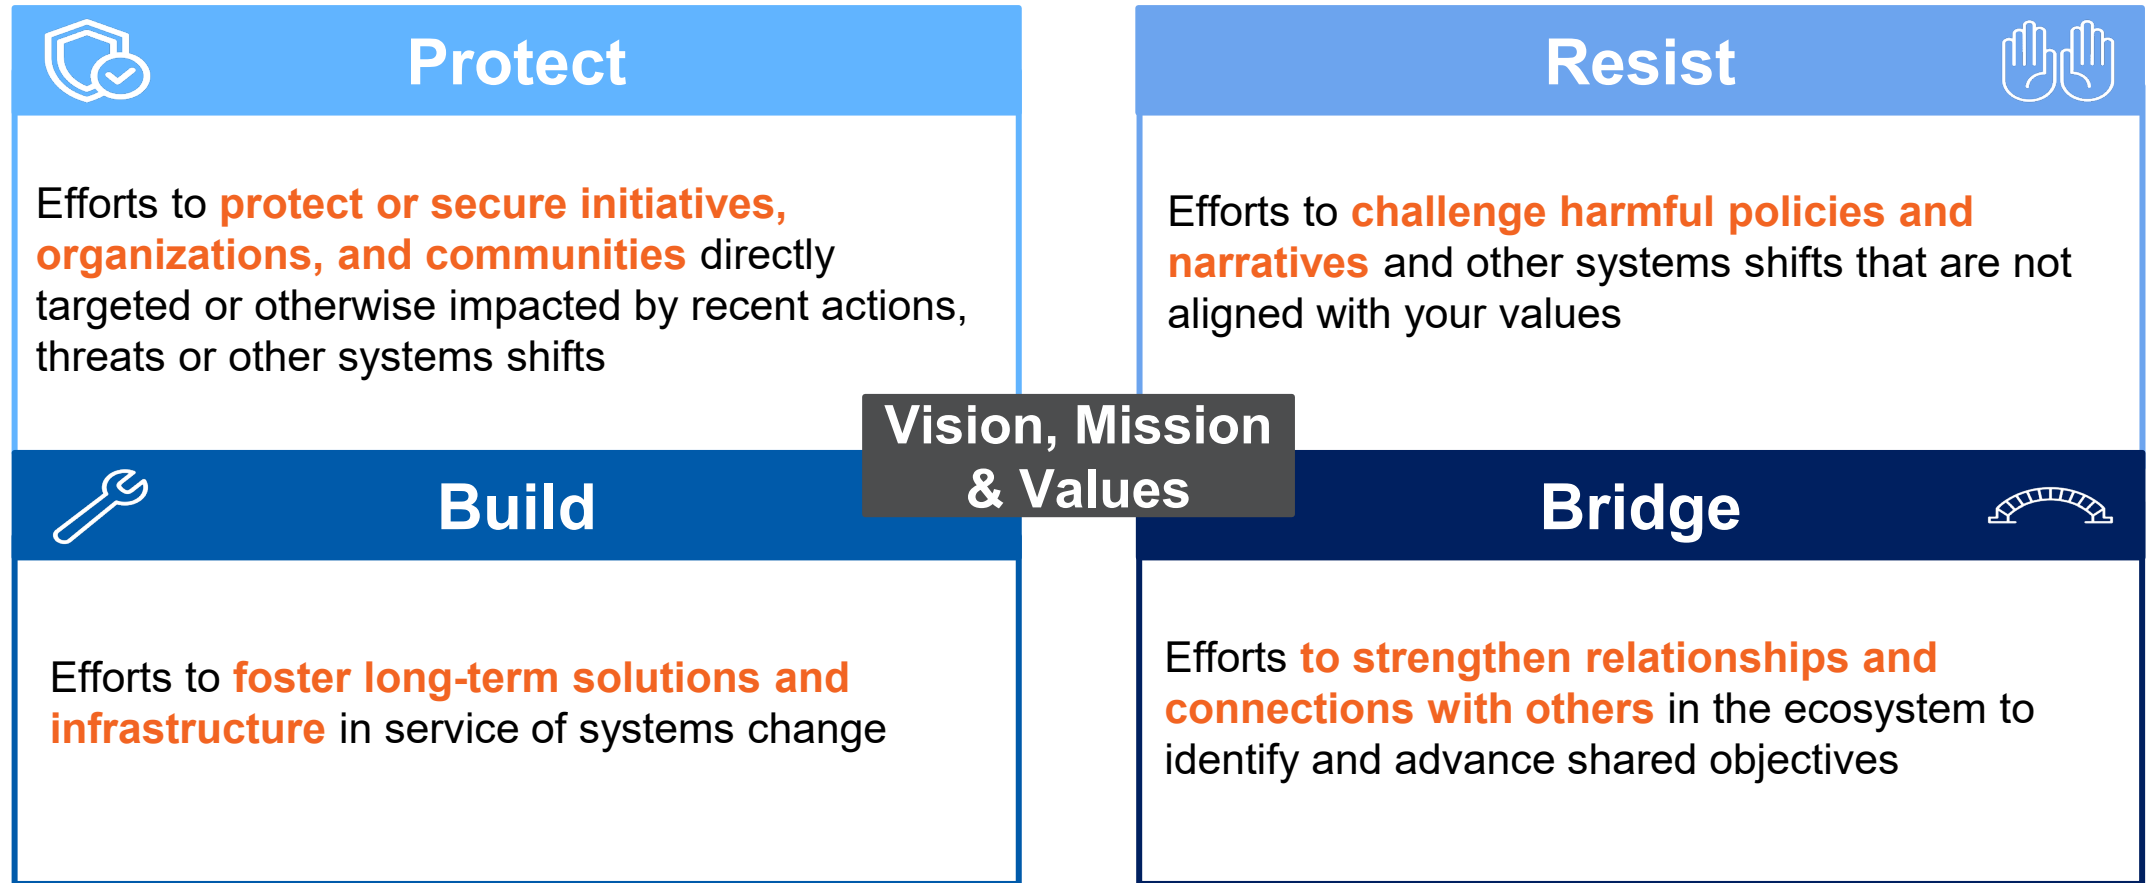 Protect
Efforts to protect or secure initiatives,
organizations, and communities directly
targeted or otherwise impacted by recent actions,
threats or other systems shifts
Resist
Efforts to challenge harmful policies and
narratives and other systems shifts that are not
aligned with your values
Vision, Mission
& Values
Build
Efforts to foster long-term solutions and
infrastructure in service of systems change
Bridge
Efforts to strengthen relationships and
connections with others in the ecosystem to
identify and advance shared objectives